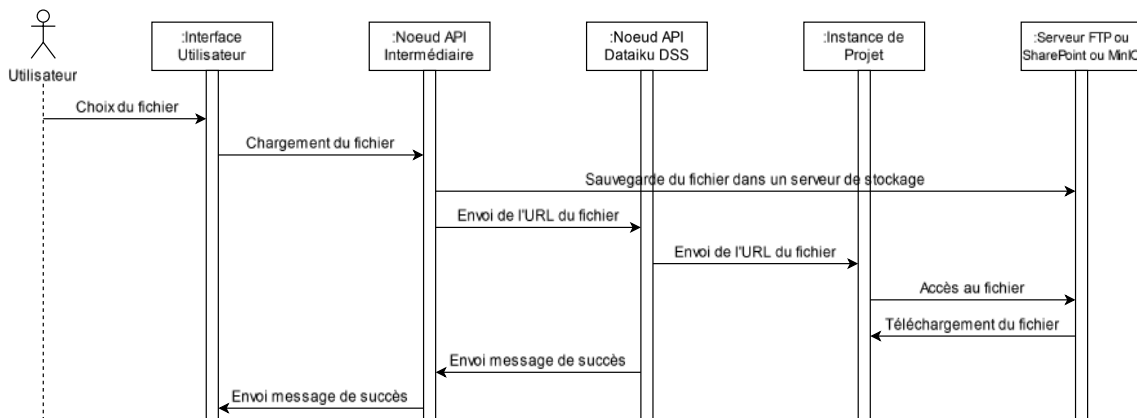 :Interface
Utilisateur
:Noeud API
Intermédiaire
:Noeud API
Dataiku DSS
:Instance de
Projet
:Serveur FTP ou
SharePoint ou MinIO
Utilisateur
Choix du fichier
Chargement du fichier
Sauvegarde du fichier dans un serveur de stockage
Envoi de l'URL du fichier
Envoi de l'URL du fichier
Accès au fichier
Téléchargement du fichier
Envoi message de succès
Envoi message de succès